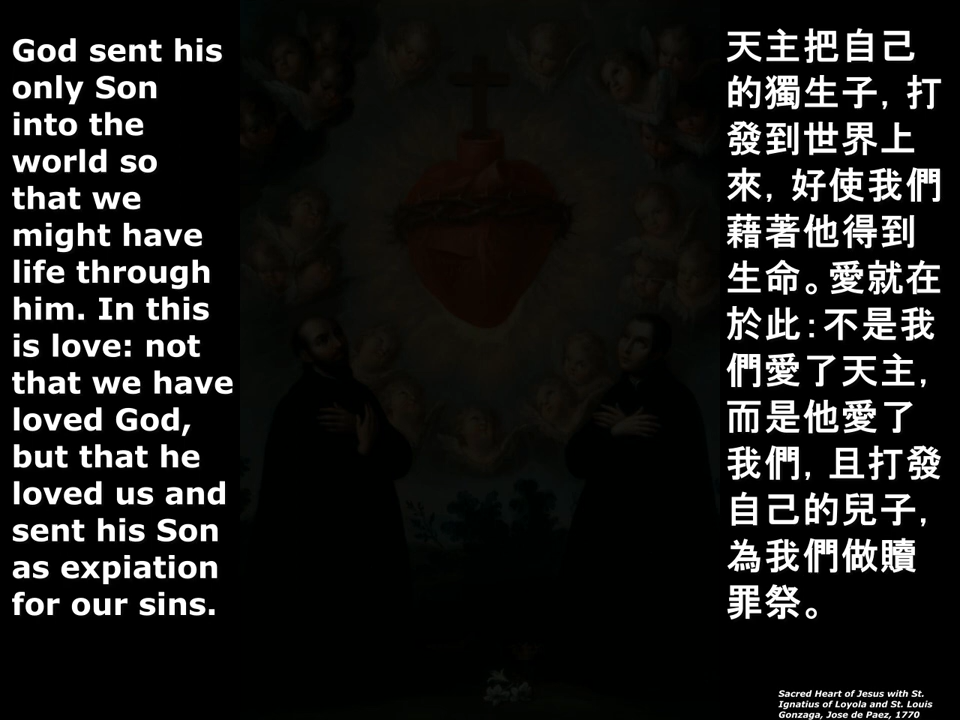 God sent his
only Son
into the
world so
that we
might have
life through
him. In this
is love: not
that we have
loved God,
but that he
loved us and
sent his Son
as expiation
for our sins.
天主把自己
的獨生子，打
發到世界上
來，好使我們
藉著他得到
生命。愛就在
於此：不是我
們愛了天主，
而是他愛了
我們，且打發
自己的兒子，
為我們做贖
罪祭。
Sacred Heart of Jesus with St.
Ignatius of Loyola and St. Louis
Gonzaga, Jose de Paez, 1770